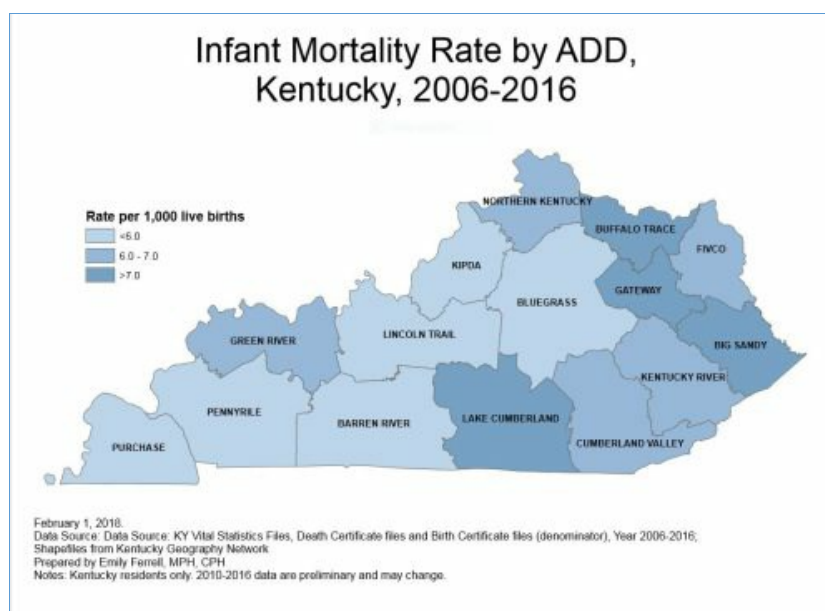 Infant Mortality Rate by ADD,
Kentucky, 2006-2016
Rate per 1,000 live births
<6.0
6.0 - 7.0
>7.0
NORTHERN KENTUCKY
BUFFALO TRACE
FIVCO
KIPDA
GATEWAY
BLUEGRASS
LINCOLN TRAIL
GREEN RIVER
BIG SANDY
KENTUCKY RIVER
PENNYRILE
LAKE CUMBERLAND
BARREN RIVER
CUMBERLAND VALLEY
PURCHASE
February 1, 2018.
Data Source: Data Source: KY Vital Statistics Files, Death Certificate files and Birth Certificate files (denominator), Year 2006-2016;
Shapefiles from Kentucky Geography Network
Prepared by Emily Ferrell, MPH, CPH
Notes: Kentucky residents only. 2010-2016 data are preliminary and may change.